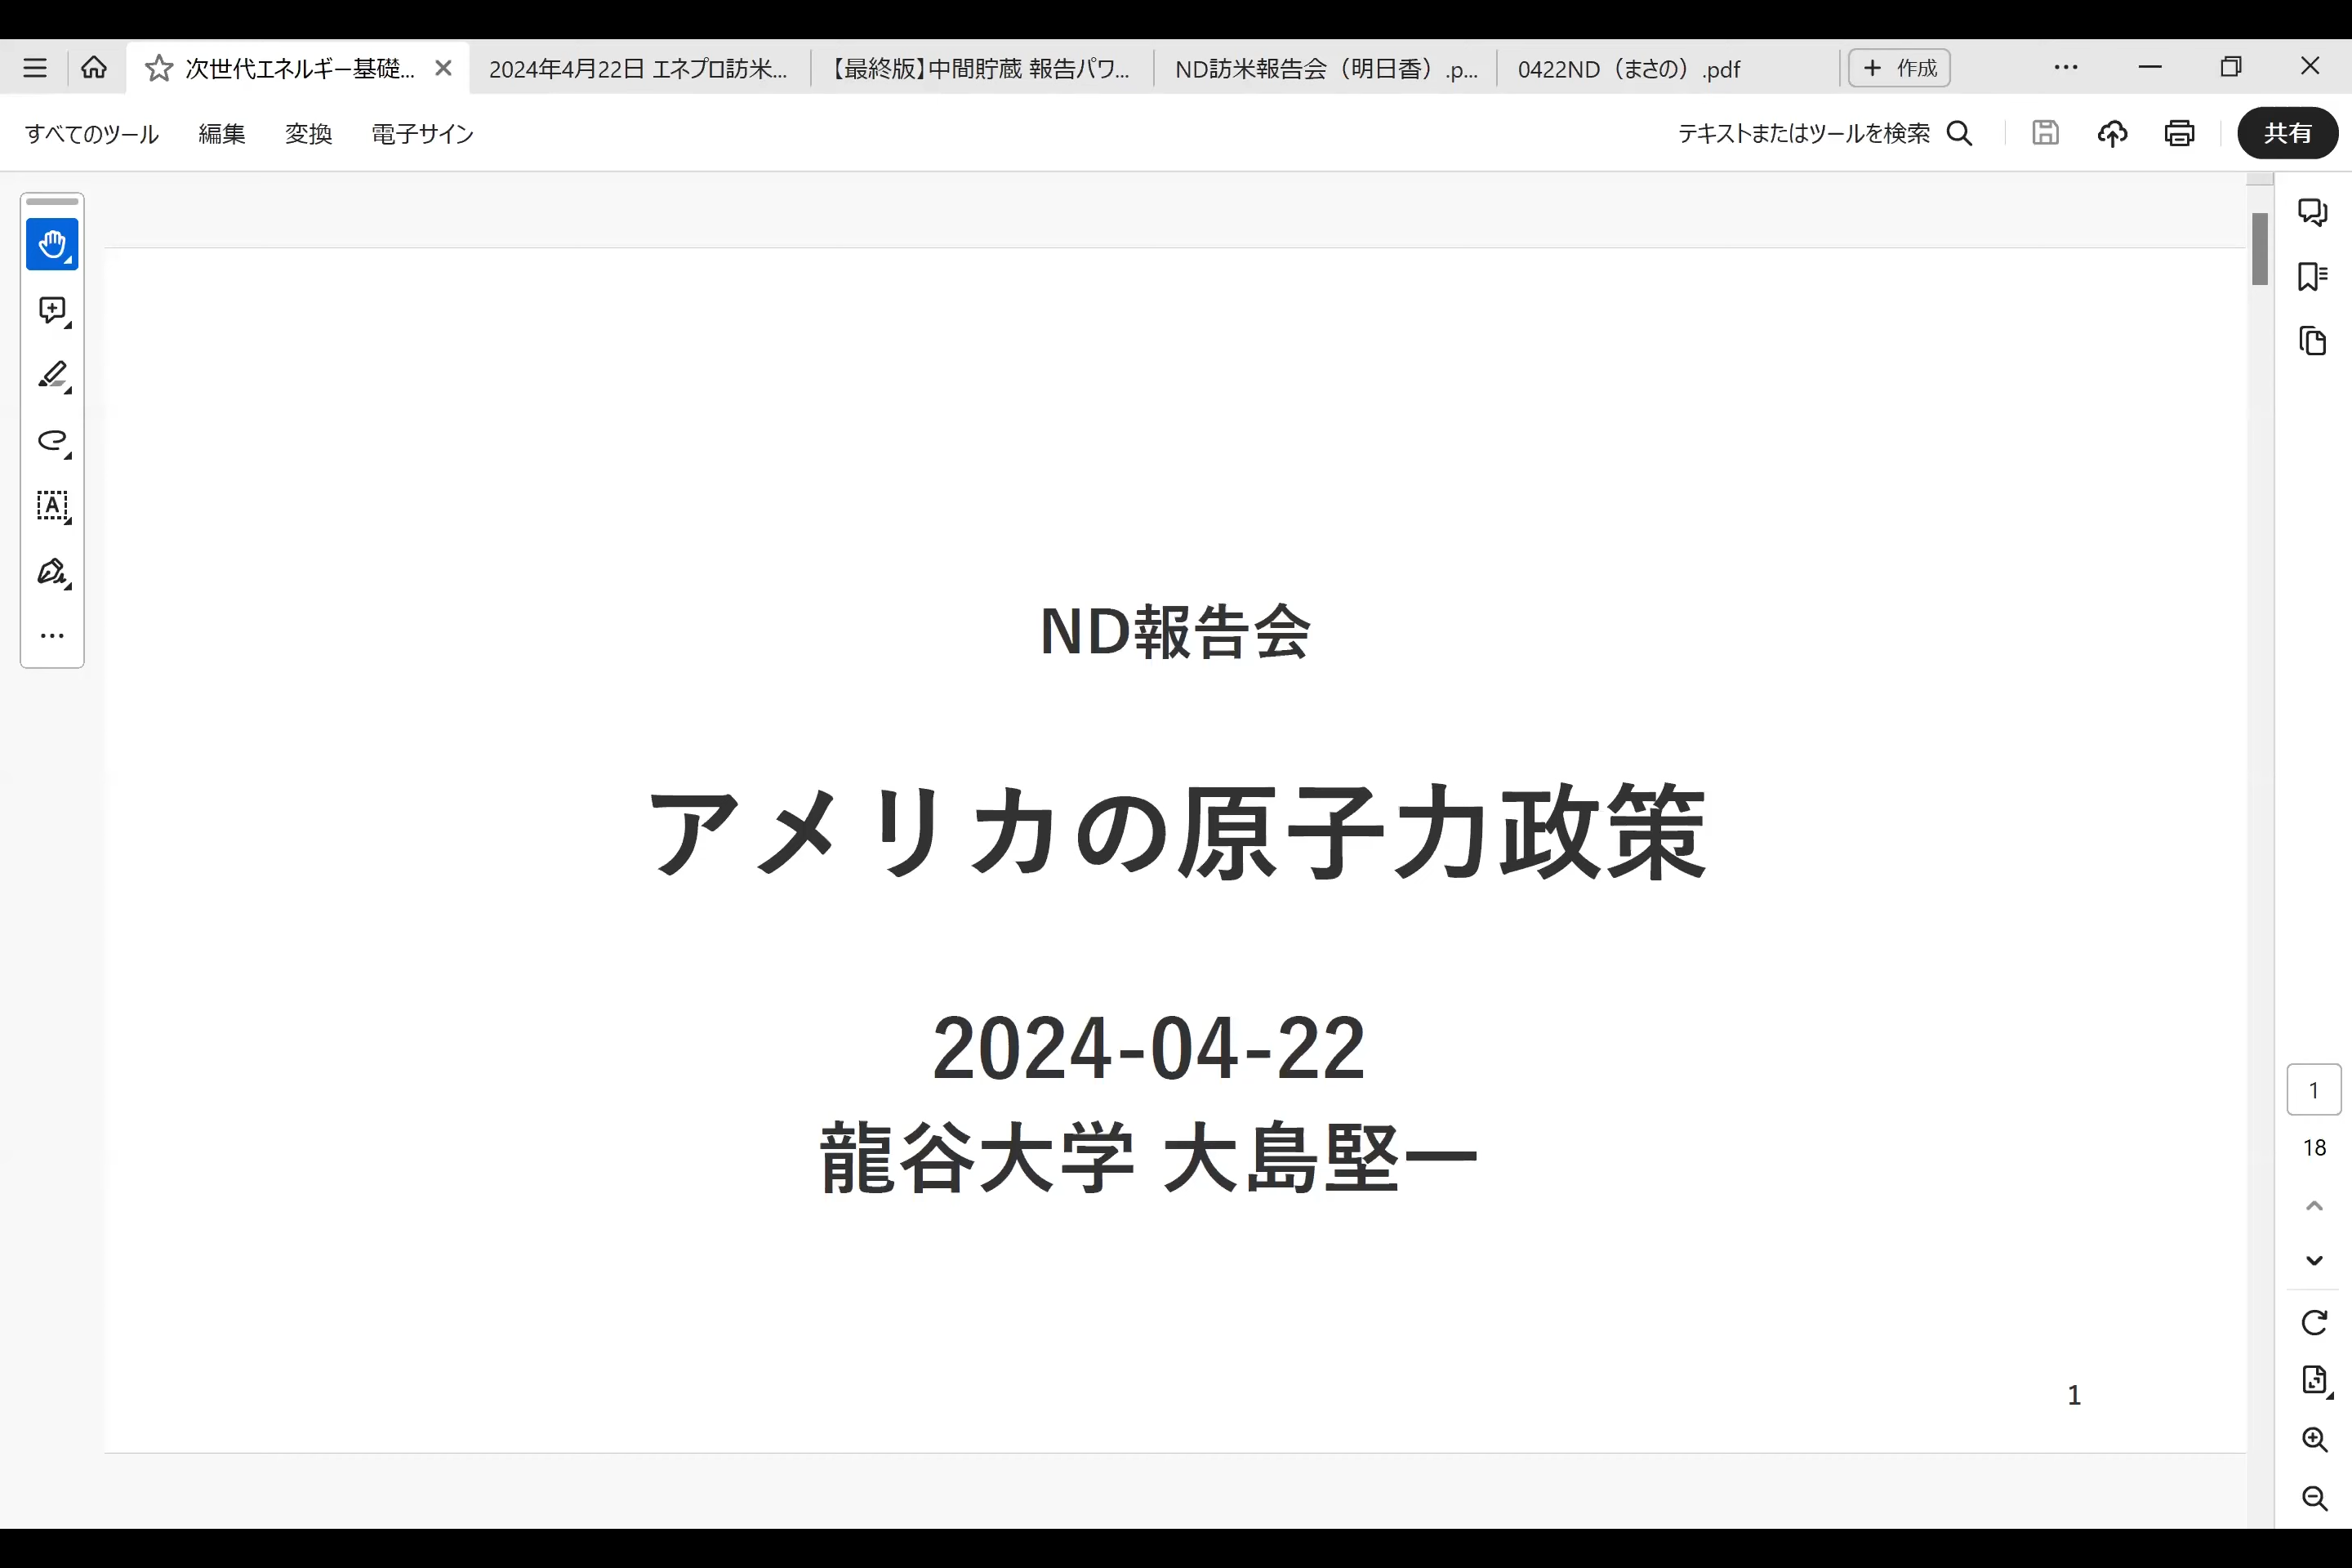 次世代エネルギー基礎...
2024年4月22日 エネプロ訪米...
【最終版】中間貯蔵 報告パワ...
ND訪米報告会（明日香）.p...
0422ND（まさの）.pdf
+ 作成
すべてのツール 編集 変換 電子サイン
テキストまたはツールを検索
共有
ND報告会
アメリカの原子力政策
2024-04-22
龍谷大学 大島堅一
1
1
18